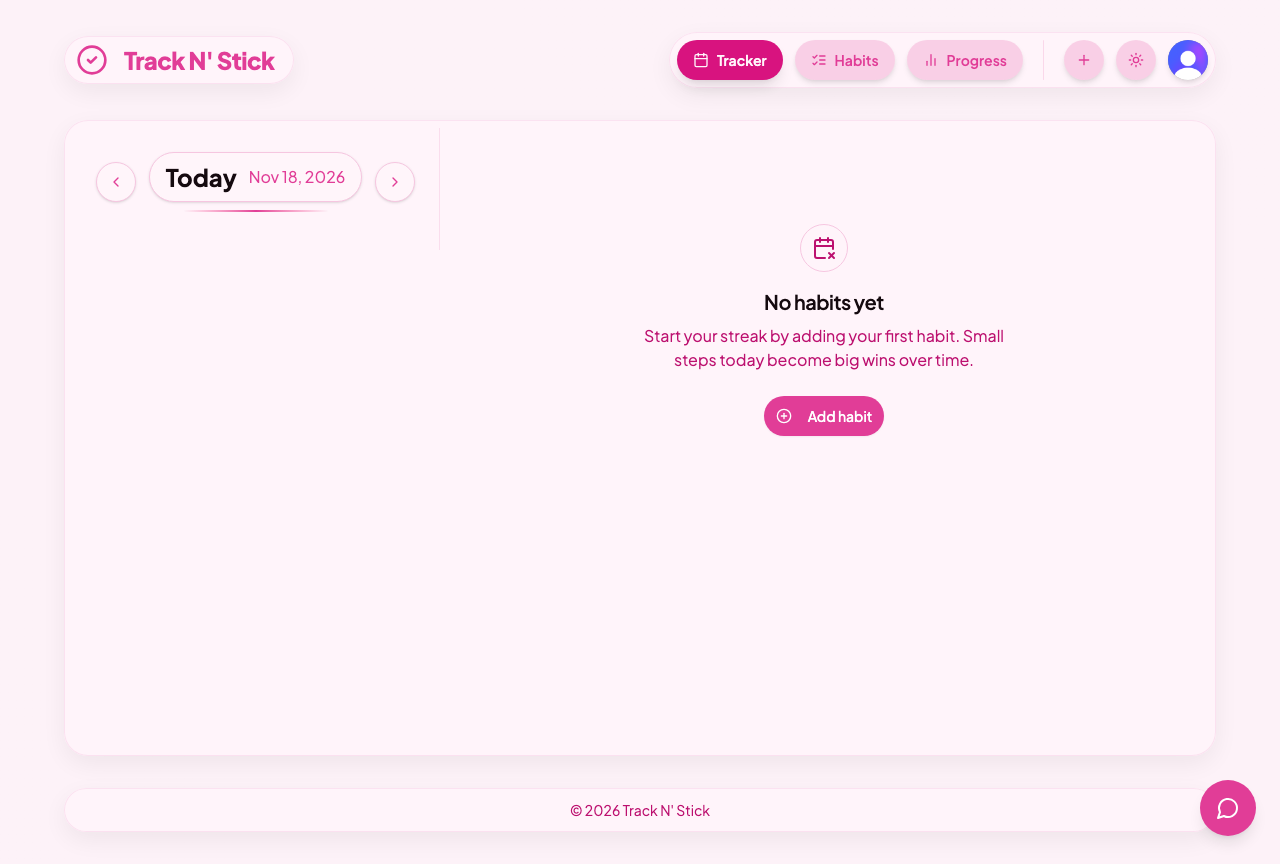 Track N' Stick
Tracker
Habits
Progress
Today
Nov 18, 2026
No habits yet
Start your streak by adding your first habit. Small
steps today become big wins over time.
Add habit
© 2026 Track N' Stick